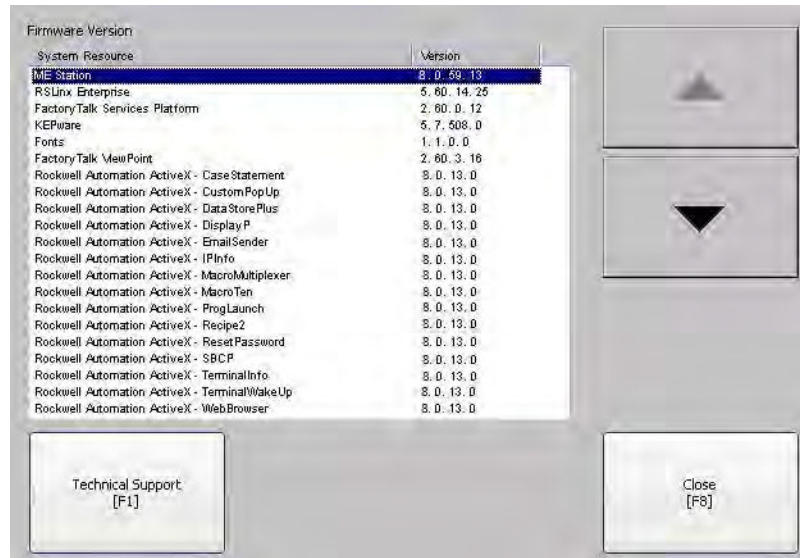 Firmware Version
System Resource Version
ME Station 8. 0. 59. 13
RSLinx Enterprise 5. 60. 14. 25
FactoryTalk Services Platform 2. 60. 0. 12
KEPware 5. 7. 508. 0
Fonts 1. 1. 0. 0
FactoryTalk ViewPoint 2. 60. 3. 16
Rockwell Automation ActiveX - CaseStatement 8. 0. 13. 0
Rockwell Automation ActiveX - CustomPopUp 8. 0. 13. 0
Rockwell Automation ActiveX - DataStorePlus 8. 0. 13. 0
Rockwell Automation ActiveX - DisplayP 8. 0. 13. 0
Rockwell Automation ActiveX - EmailSender 8. 0. 13. 0
Rockwell Automation ActiveX - IPInfo 8. 0. 13. 0
Rockwell Automation ActiveX - MacroMultiplexer 8. 0. 13. 0
Rockwell Automation ActiveX - MacroTen 8. 0. 13. 0
Rockwell Automation ActiveX - ProgLaunch 8. 0. 13. 0
Rockwell Automation ActiveX - Recipe2 8. 0. 13. 0
Rockwell Automation ActiveX - ResetPassword 8. 0. 13. 0
Rockwell Automation ActiveX - SBCP 8. 0. 13. 0
Rockwell Automation ActiveX - TerminalInfo 8. 0. 13. 0
Rockwell Automation ActiveX - TerminalWakeUp 8. 0. 13. 0
Rockwell Automation ActiveX - WebBrowser 8. 0. 13. 0
Technical Support
[F1]
Close
[F8]